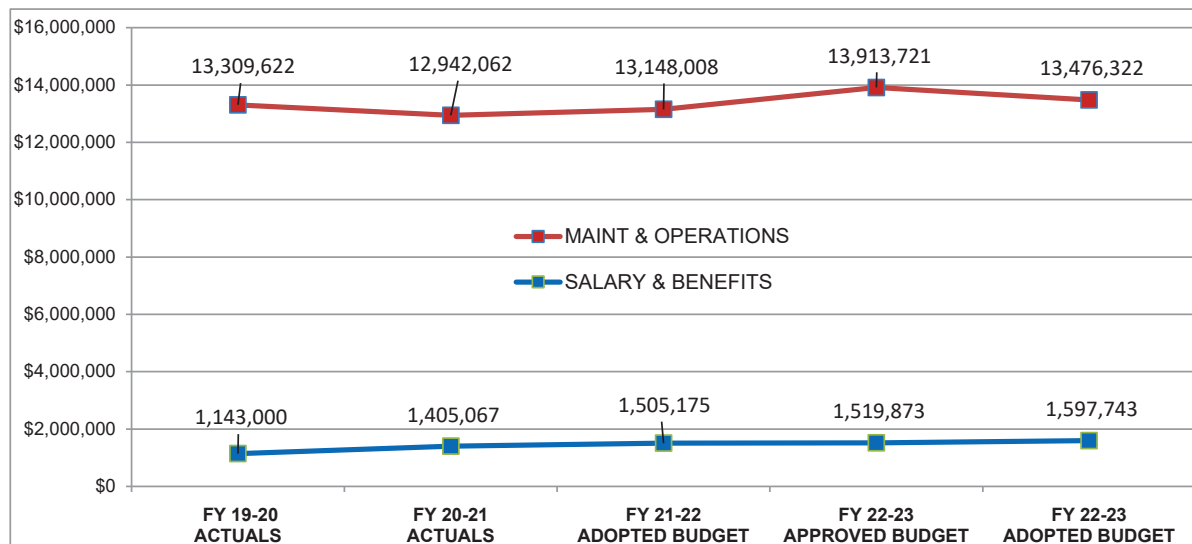 $16,000,000
$14,000,000
$12,000,000
$10,000,000
$8,000,000
$6,000,000
$4,000,000
$2,000,000
$0
13,309,622
12,942,062
13,148,008
13,913,721
13,476,322
MAINT & OPERATIONS
SALARY & BENEFITS
1,143,000
1,405,067
1,505,175
1,519,873
1,597,743
FY 19-20
ACTUALS
FY 20-21
ACTUALS
FY 21-22
ADOPTED BUDGET
FY 22-23
APPROVED BUDGET
FY 22-23
ADOPTED BUDGET